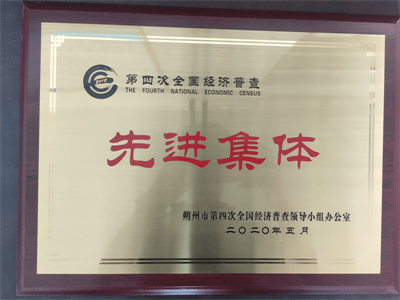 第四次全国经济普查
THE FOURTH NATIONAL ECONOMIC CENSUS
先进集体
朔州市第四次全国经济普查领导小组办公室
二〇二〇年五月